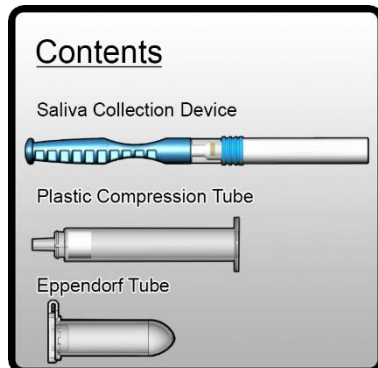 Contents
Saliva Collection Device
Plastic Compression Tube
Eppendorf Tube